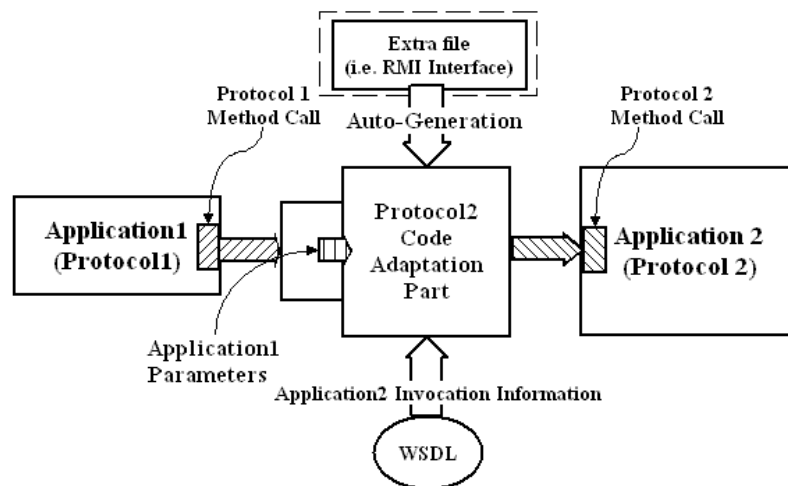 Extra file
(i.e. RMI Interface)
Protocol 1
Method Call
Auto-Generation
Protocol 2
Method Call
Application1
(Protocol1)
Protocol2
Code
Adaptation
Part
Application 2
(Protocol 2)
Application1
Parameters
Application2 Invocation Information
WSDL